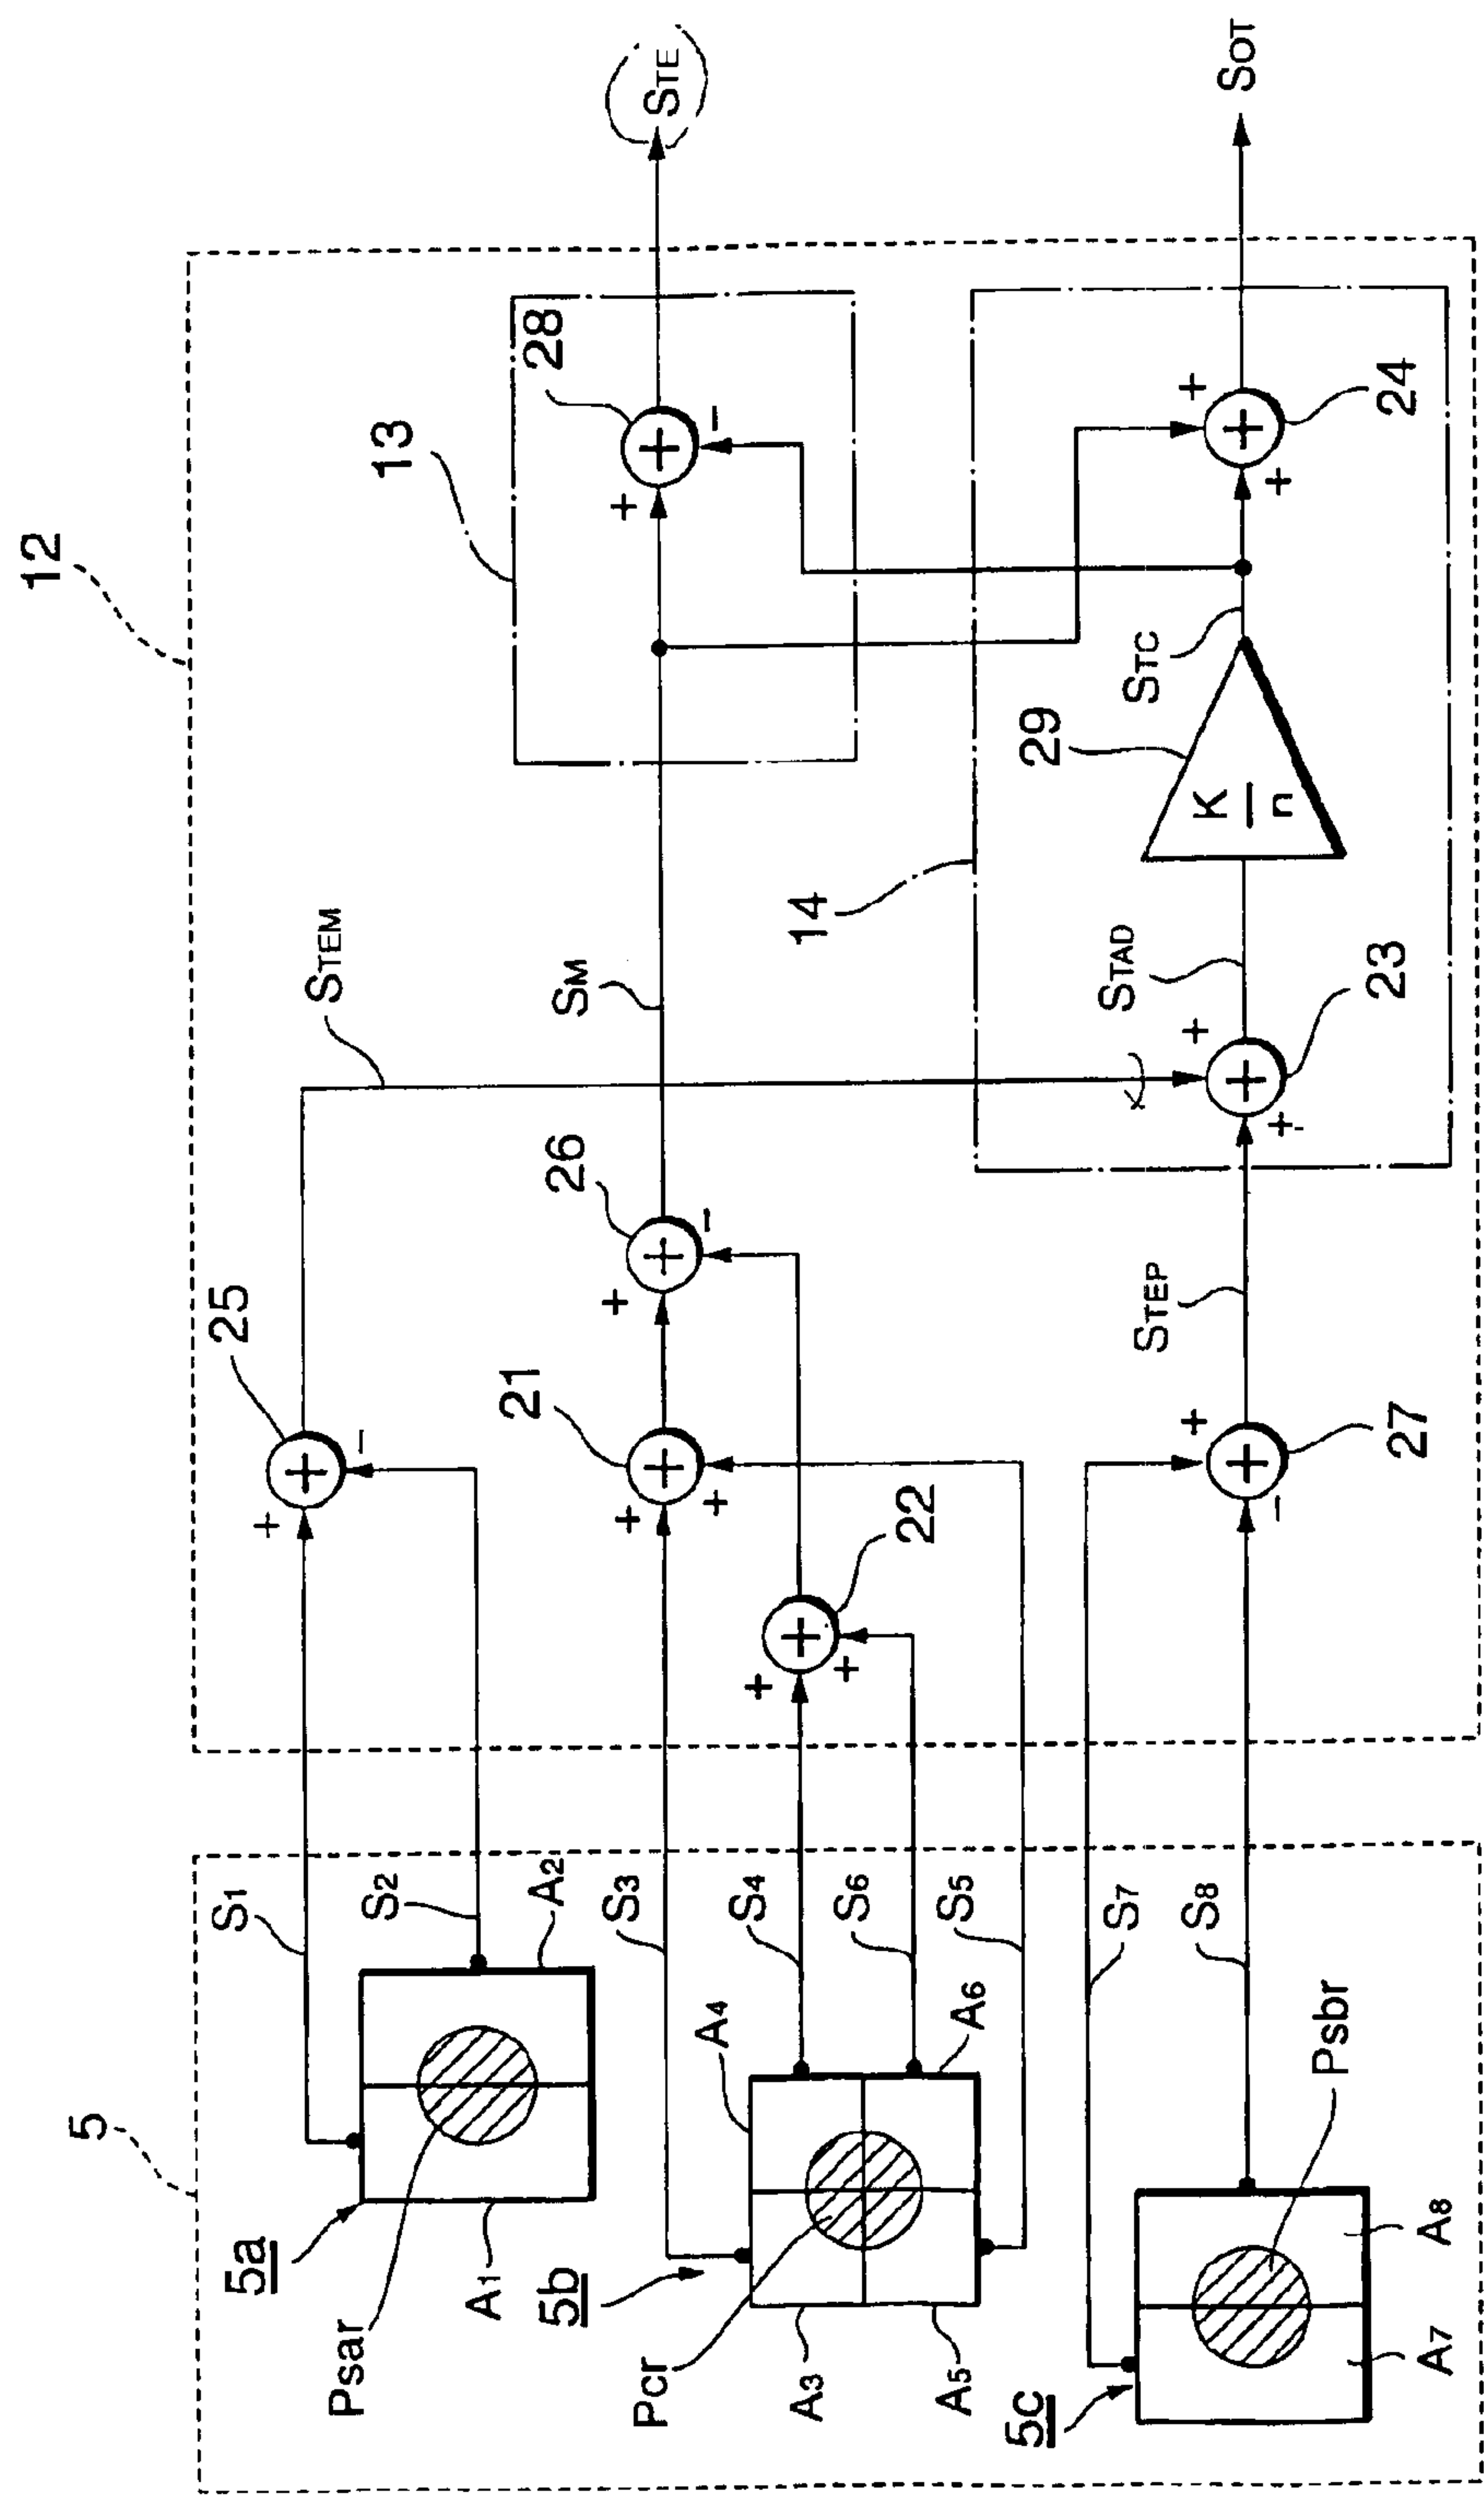 12
13
28
STE
SOT
24
STC
29
K
n
14
STAD
23
STEM
SM
26
25
21
22
STEP
27
5
S1
S2
A2
S3
S4
S6
S5
S7
S8
A4
A6
Psbr
5a
Psar
A1
5b
Pcr
A3
A5
5c
A7
A8